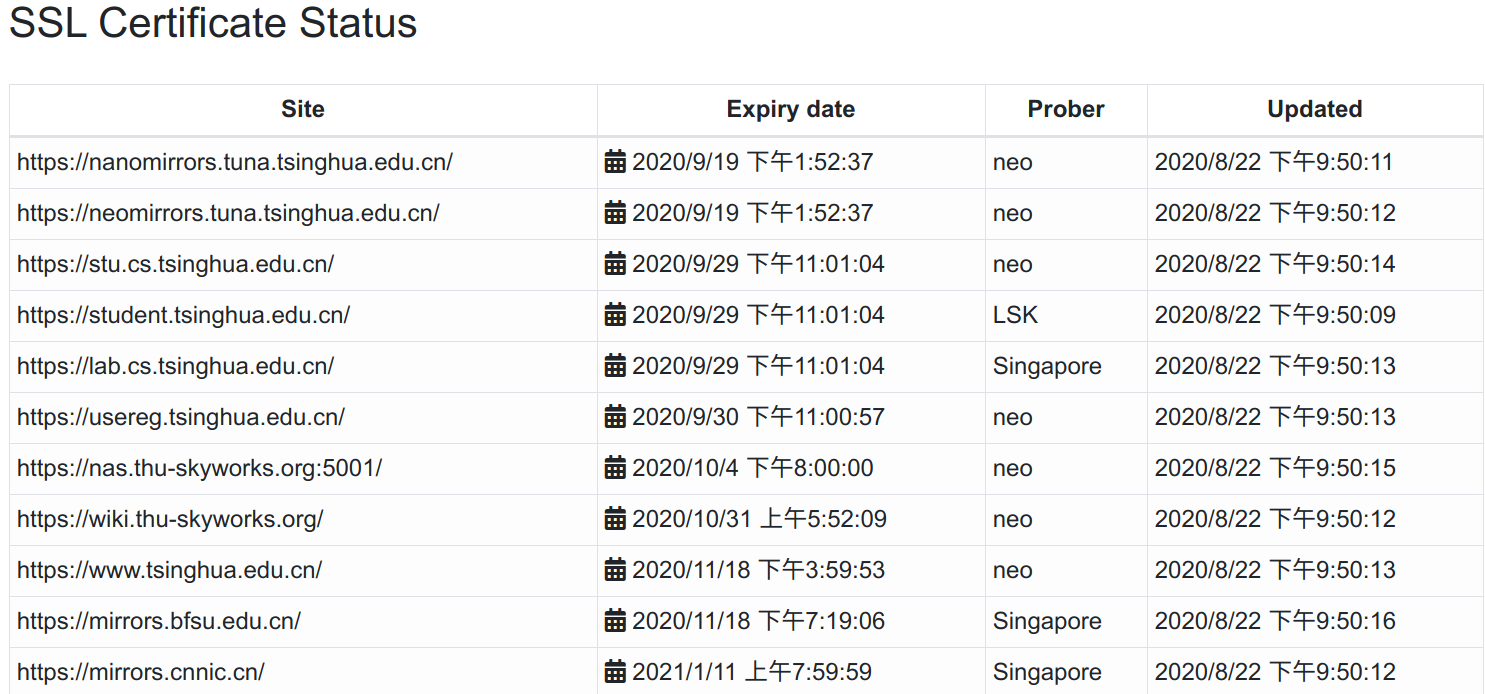 SSL Certificate Status
Site Expiry date Prober Updated
https://nanomirrors.tuna.tsinghua.edu.cn/ 2020/9/19 下午1:52:37 neo 2020/8/22 下午9:50:11
https://neomirrors.tuna.tsinghua.edu.cn/ 2020/9/19 下午1:52:37 neo 2020/8/22 下午9:50:12
https://stu.cs.tsinghua.edu.cn/ 2020/9/29 下午11:01:04 neo 2020/8/22 下午9:50:14
https://student.tsinghua.edu.cn/ 2020/9/29 下午11:01:04 LSK 2020/8/22 下午9:50:09
https://lab.cs.tsinghua.edu.cn/ 2020/9/29 下午11:01:04 Singapore 2020/8/22 下午9:50:13
https://usereg.tsinghua.edu.cn/ 2020/9/30 下午11:00:57 neo 2020/8/22 下午9:50:13
https://nas.thu-skyworks.org:5001/ 2020/10/4 下午8:00:00 neo 2020/8/22 下午9:50:15
https://wiki.thu-skyworks.org/ 2020/10/31 上午5:52:09 neo 2020/8/22 下午9:50:12
https://www.tsinghua.edu.cn/ 2020/11/18 下午3:59:53 neo 2020/8/22 下午9:50:13
https://mirrors.bfsu.edu.cn/ 2020/11/18 下午7:19:06 Singapore 2020/8/22 下午9:50:16
https://mirrors.cnnic.cn/ 2021/1/11 上午7:59:59 Singapore 2020/8/22 下午9:50:12